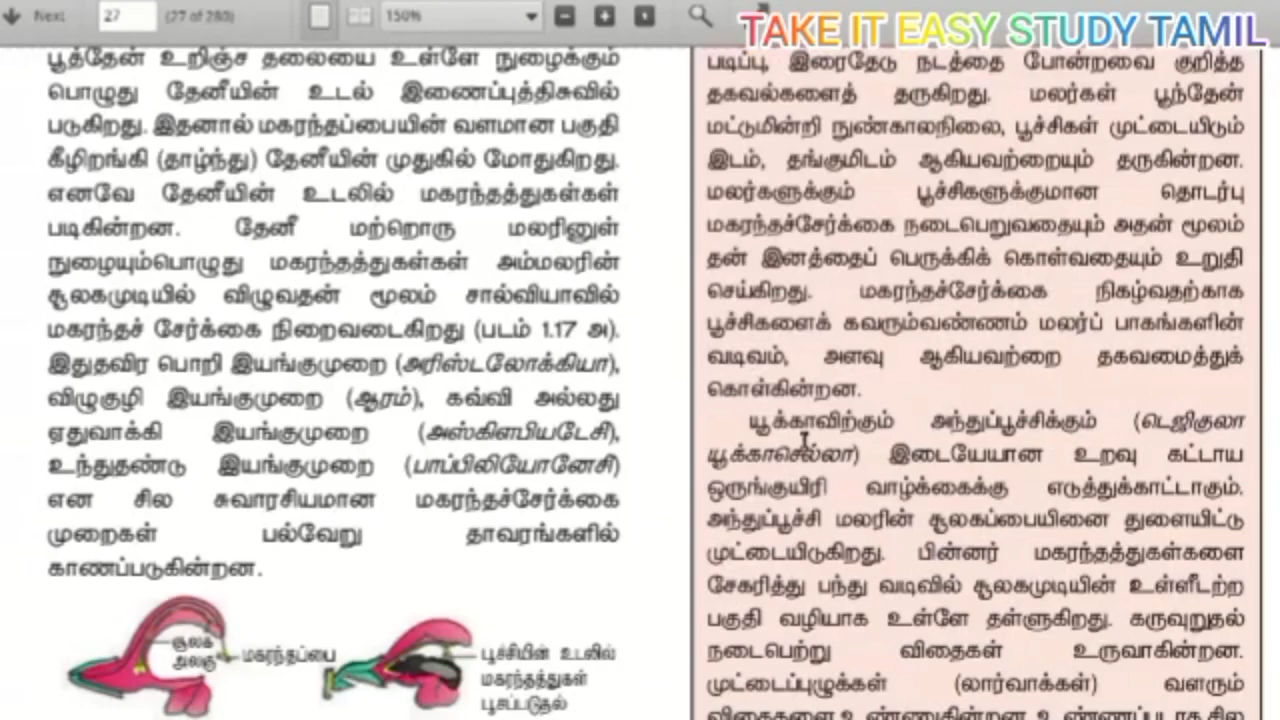 Next 27 (27 of 280) 150%
TAKE IT EASY STUDY TAMIL
பூத்தேன் உறிஞ்ச தலையை உள்ளே நுழைக்கும்
பொழுது தேனீயின் உடல் இணைப்புத்திசுவில்
படுகிறது. இதனால் மகரந்தப்பையின் வளமான பகுதி
கீழிறங்கி (தாழ்ந்து) தேனீயின் முதுகில் மோதுகிறது.
எனவே தேனீயின் உடலில் மகரந்தத்துகள்கள்
படிகின்றன. தேனீ மற்றொரு மலரினுள்
நுழையும்பொழுது மகரந்தத்துகள்கள் அம்மலரின்
சூலகமுடியில் விழுவதன் மூலம் சால்வியாவில்
மகரந்தச் சேர்க்கை நிறைவடைகிறது (படம் 1.17 அ).
இதுதவிர பொறி இயங்குமுறை (அரிஸ்டலோக்கியா),
விழுகுழி இயங்குமுறை (ஆரம்), கவ்வி அல்லது
ஏதுவாக்கி இயங்குமுறை (அஸ்கிளபியடேசி),
உந்துதண்டு இயங்குமுறை (பாப்பிலியோனேசி)
என சில சுவாரசியமான மகரந்தச்சேர்க்கை
முறைகள் பல்வேறு தாவரங்களில்
காணப்படுகின்றன.
சூலக
அலகு
மகரந்தப்பை
பூச்சியின் உடலில்
மகரந்தத்துகள்
பூசப்படுதல்
படிப்பு, இரைதேடு நடத்தை போன்றவை குறித்த
தகவல்களைத் தருகிறது. மலர்கள் பூந்தேன்
மட்டுமின்றி நுண்காலநிலை, பூச்சிகள் முட்டையிடும்
இடம், தங்குமிடம் ஆகியவற்றையும் தருகின்றன.
மலர்களுக்கும் பூச்சிகளுக்குமான தொடர்பு
மகரந்தச்சேர்க்கை நடைபெறுவதையும் அதன் மூலம்
தன் இனத்தைப் பெருக்கிக் கொள்வதையும் உறுதி
செய்கிறது. மகரந்தச்சேர்க்கை நிகழ்வதற்காக
பூச்சிகளைக் கவரும்வண்ணம் மலர்ப் பாகங்களின்
வடிவம், அளவு ஆகியவற்றை தகவமைத்துக்
கொள்கின்றன.
யூக்காவிற்கும் அந்துப்பூச்சிக்கும் (டெஜிகுலா
யூக்காசெல்லா) இடையேயான உறவு கட்டாய
ஒருங்குயிரி வாழ்க்கைக்கு எடுத்துக்காட்டாகும்.
அந்துப்பூச்சி மலரின் சூலகப்பையினை துளையிட்டு
முட்டையிடுகிறது. பின்னர் மகரந்தத்துகள்களை
சேகரித்து பந்து வடிவில் சூலகமுடியின் உள்ளீடற்ற
பகுதி வழியாக உள்ளே தள்ளுகிறது. கருவுறுதல்
நடைபெற்று விதைகள் உருவாகின்றன.
முட்டைப்புழுக்கள் (லார்வாக்கள்) வளரும்